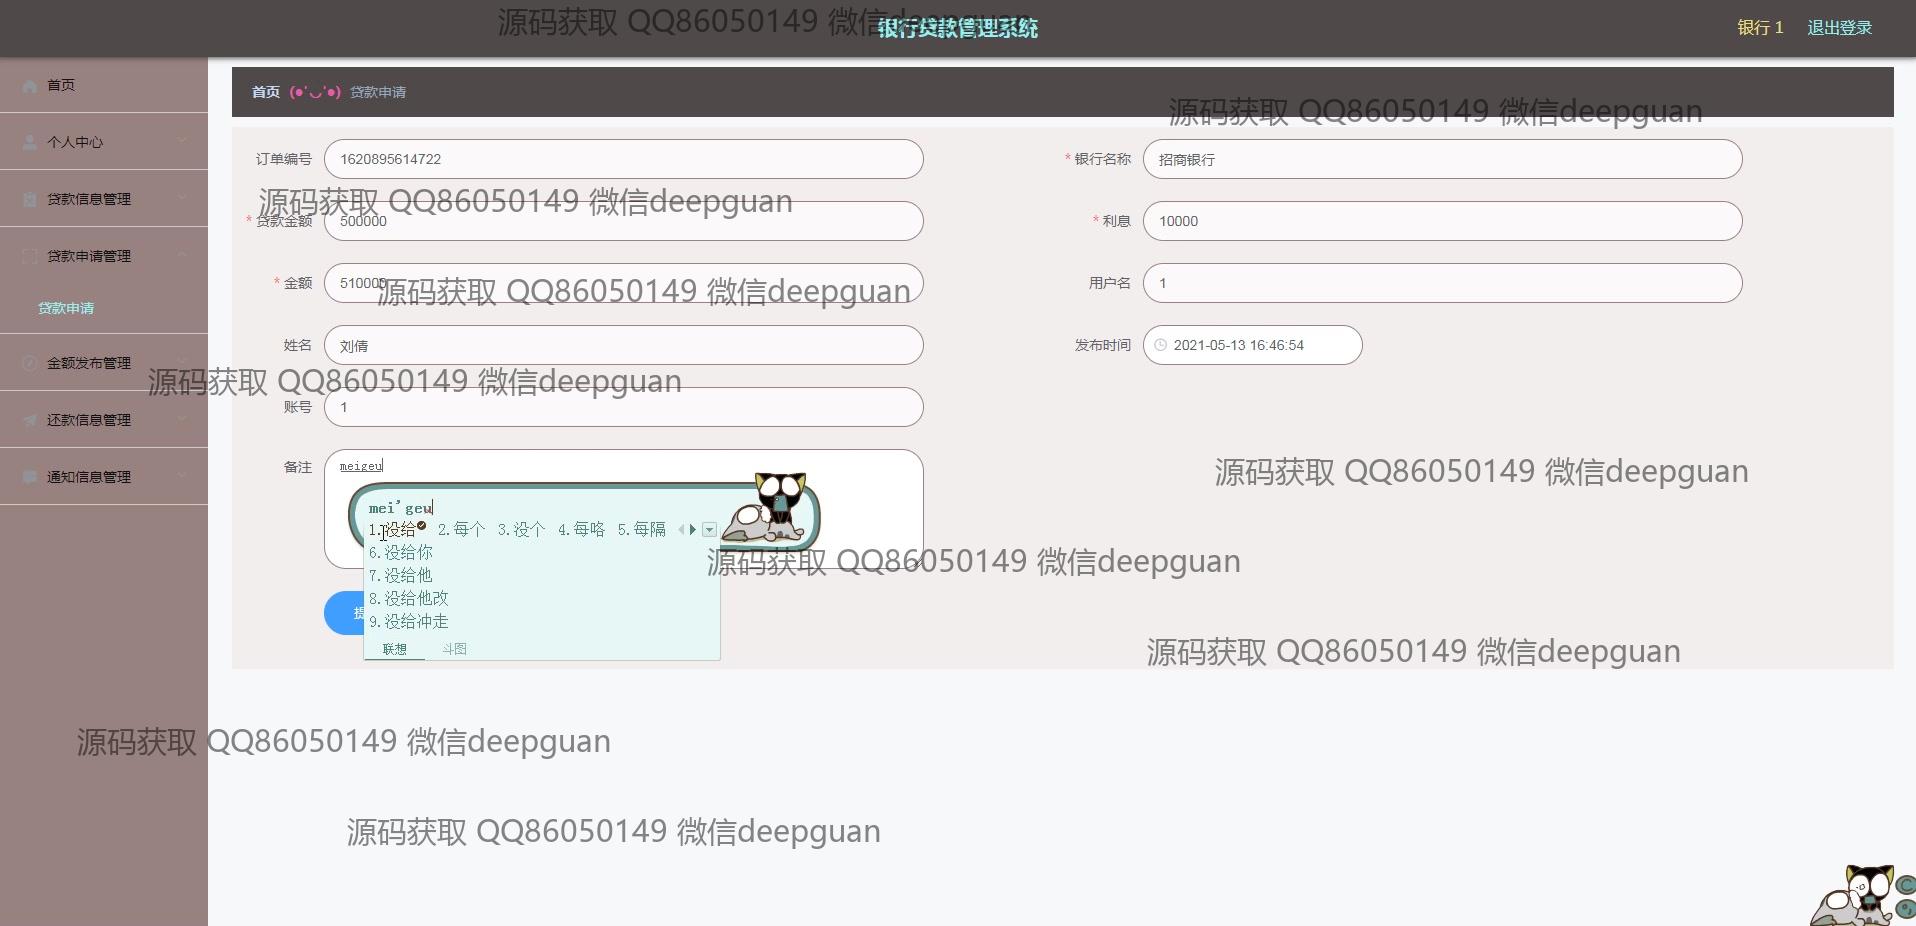 源码获取 QQ86050149 微信deepguan
银行贷款管理系统
银行 1 退出登录
首页
个人中心
贷款信息管理
贷款申请管理
贷款申请
金额发布管理
还款信息管理
通知信息管理
首页 (●'◡'●) 贷款申请
源码获取 QQ86050149 微信deepguan
订单编号 1620895614722
* 银行名称 招商银行
源码获取 QQ86050149 微信deepguan
* 贷款金额 500000
* 利息 10000
* 金额 510000
用户名 1
源码获取 QQ86050149 微信deepguan
姓名 刘倩
发布时间 2021-05-13 16:46:54
源码获取 QQ86050149 微信deepguan
账号 1
备注 meigeu
源码获取 QQ86050149 微信deepguan
mei'geu
1.没给 2.每个 3.没个 4.每咯 5.每隔
6.没给你
7.没给他
8.没给他改
9.没给冲走
联想 斗图
源码获取 QQ86050149 微信deepguan
提
源码获取 QQ86050149 微信deepguan
源码获取 QQ86050149 微信deepguan
源码获取 QQ86050149 微信deepguan